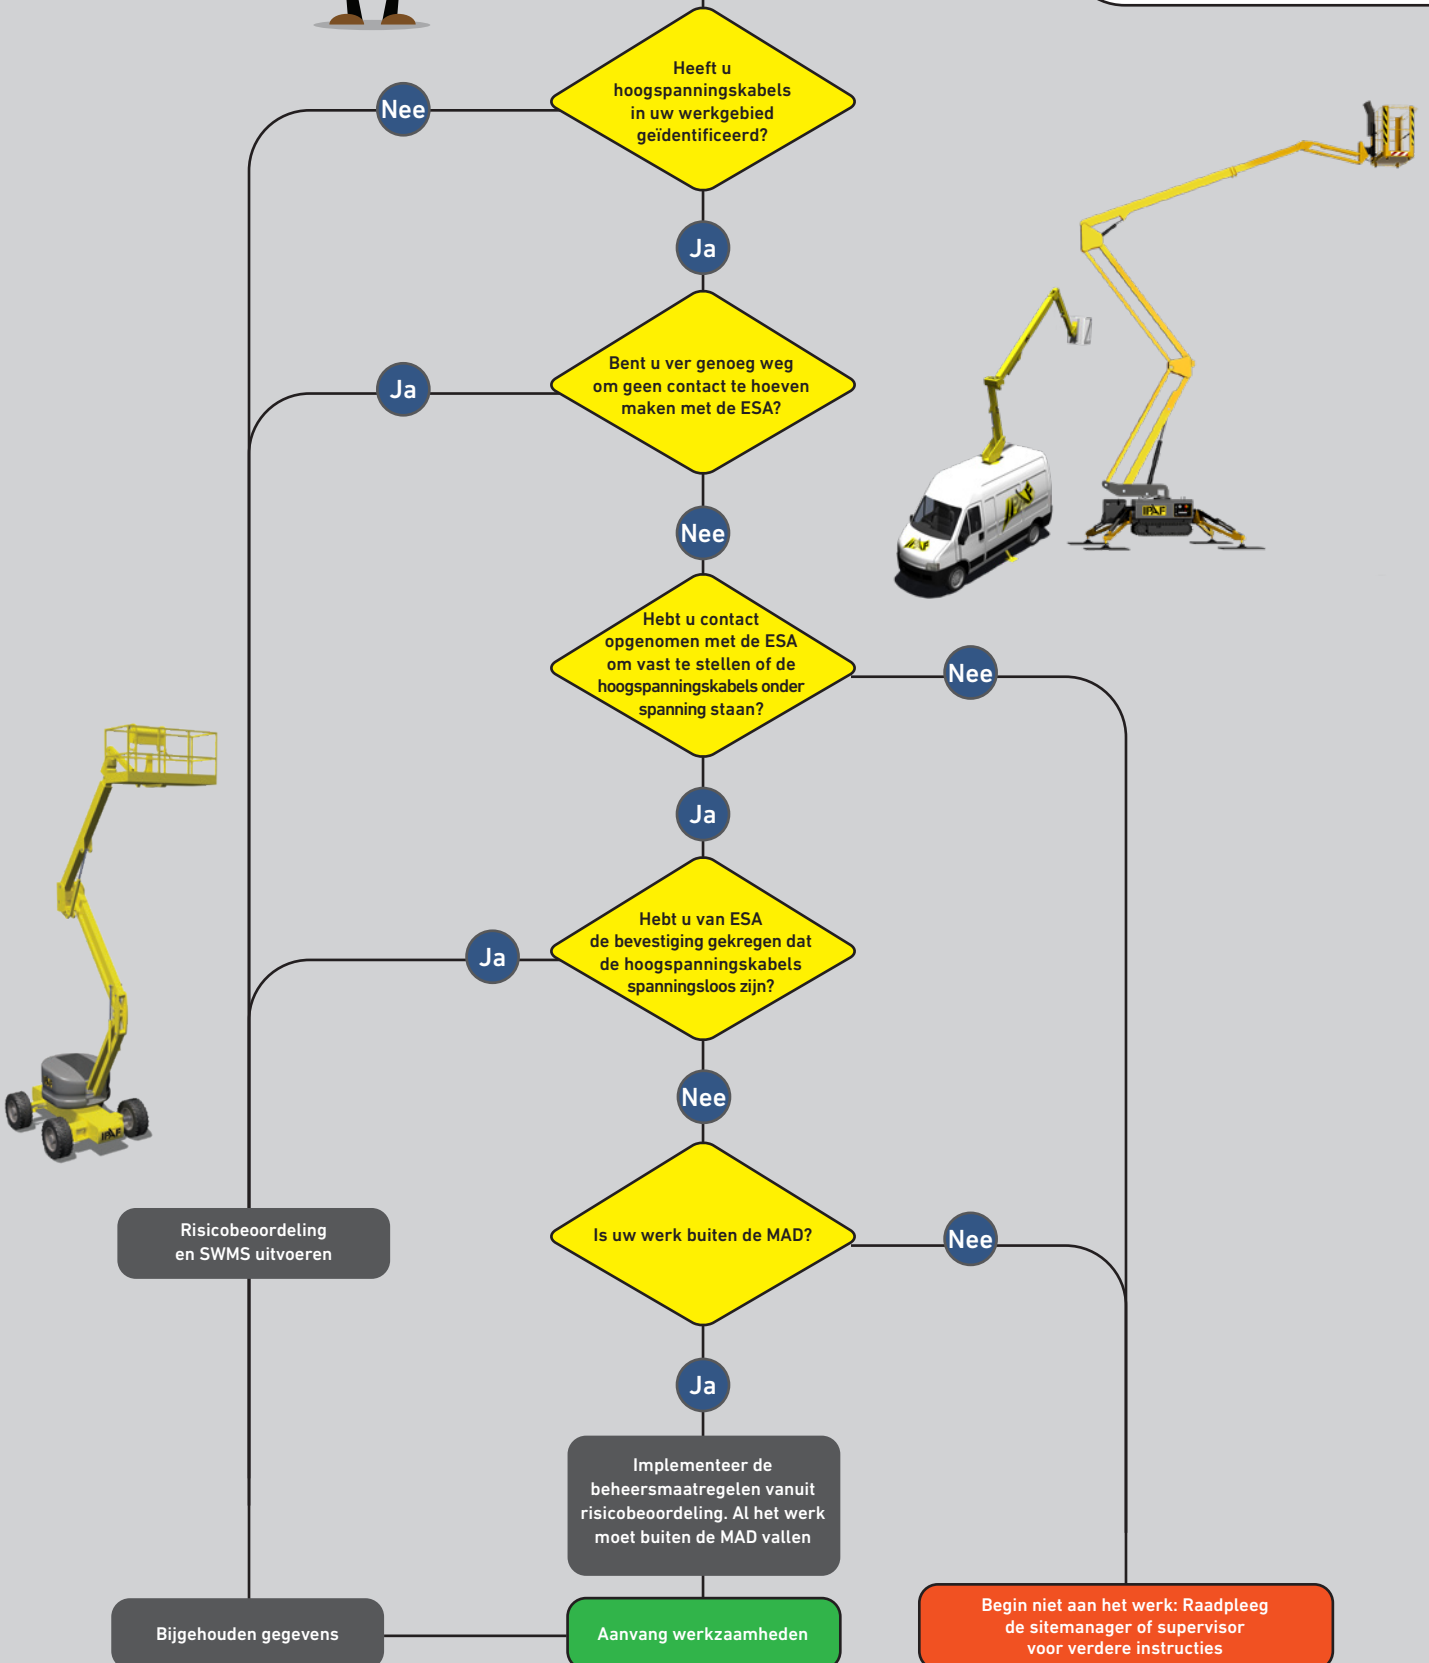 Heeft u
hoogspanningskabels
in uw werkgebied
geïdentificeerd?
Nee
Ja
Bent u ver genoeg weg
om geen contact te hoeven
maken met de ESA?
Ja
Nee
IPAF
IPAF
IPAF
Hebt u contact
opgenomen met de ESA
om vast te stellen of de
hoogspanningskabels onder
spanning staan?
Nee
Ja
Hebt u van ESA
de bevestiging gekregen dat
de hoogspanningskabels
spanningsloos zijn?
Ja
Nee
IPAF
Risicobeoordeling
en SWMS uitvoeren
Is uw werk buiten de MAD?
Nee
Ja
Implementeer de
beheersmaatregelen vanuit
risicobeoordeling. Al het werk
moet buiten de MAD vallen
Bijgehouden gegevens
Aanvang werkzaamheden
Begin niet aan het werk: Raadpleeg
de sitemanager of supervisor
voor verdere instructies